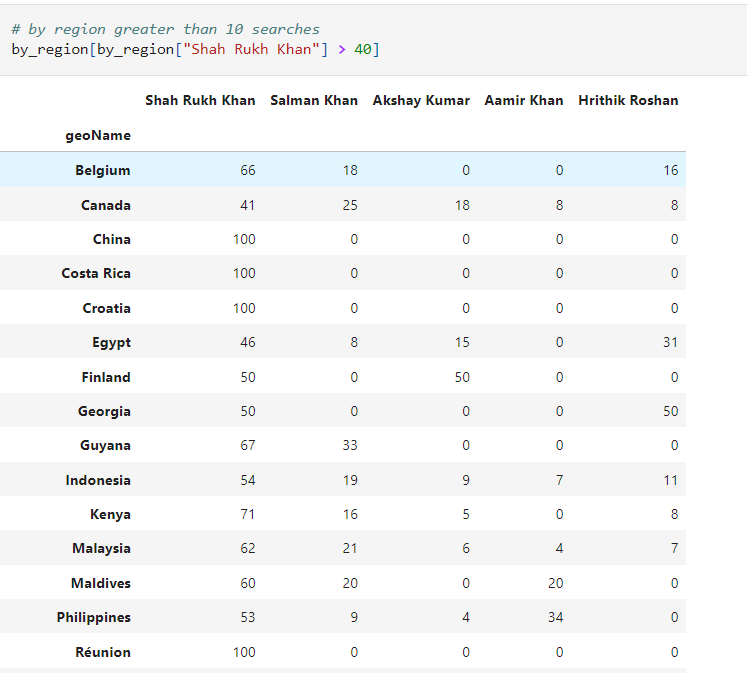 # by region greater than 10 searches
by_region[by_region["Shah Rukh Khan"] > 40]
Shah Rukh Khan Salman Khan Akshay Kumar Aamir Khan Hrithik Roshan
geoName
Belgium 66 18 0 0 16
Canada 41 25 18 8 8
China 100 0 0 0 0
Costa Rica 100 0 0 0 0
Croatia 100 0 0 0 0
Egypt 46 8 15 0 31
Finland 50 0 50 0 0
Georgia 50 0 0 0 50
Guyana 67 33 0 0 0
Indonesia 54 19 9 7 11
Kenya 71 16 5 0 8
Malaysia 62 21 6 4 7
Maldives 60 20 0 20 0
Philippines 53 9 4 34 0
Réunion 100 0 0 0 0